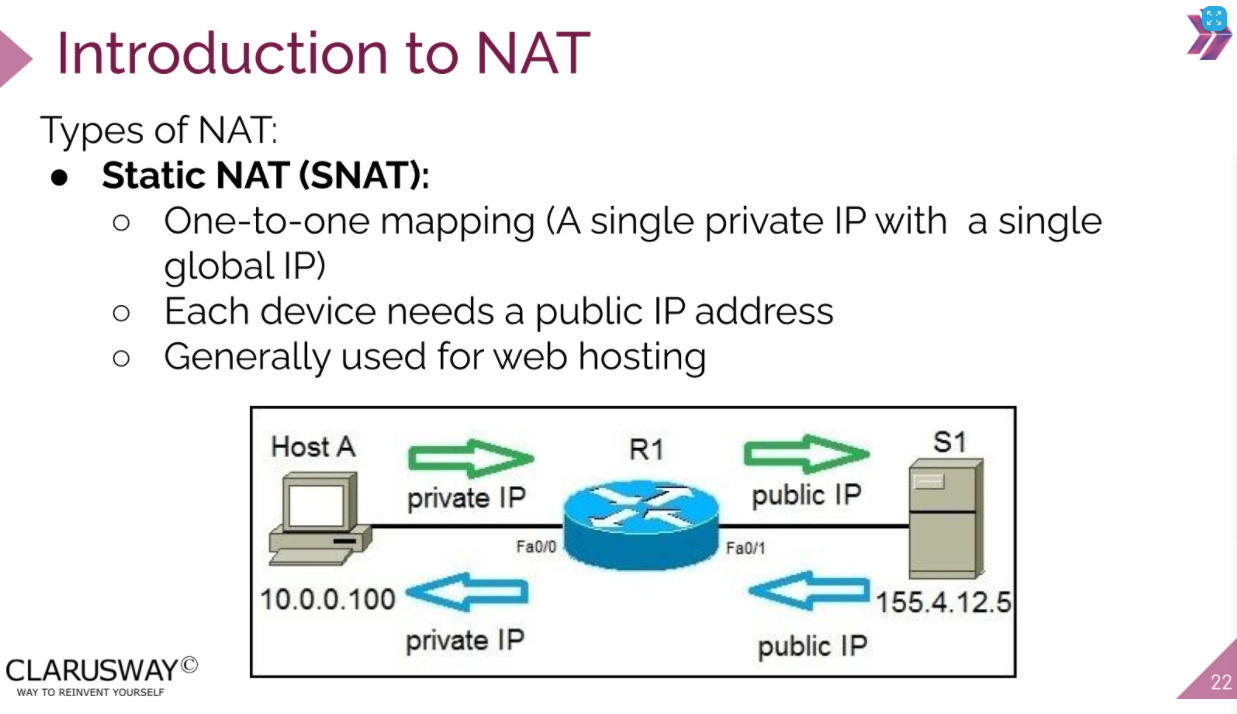 Introduction to NAT
Types of NAT:
● Static NAT (SNAT):
○ One-to-one mapping (A single private IP with  a single
global IP)
○ Each device needs a public IP address
○ Generally used for web hosting
Host A
R1
S1
private IP
public IP
Fa0/0
Fa0/1
10.0.0.100
155.4.12.5
private IP
public IP
CLARUSWAY©
WAY TO REINVENT YOURSELF
22